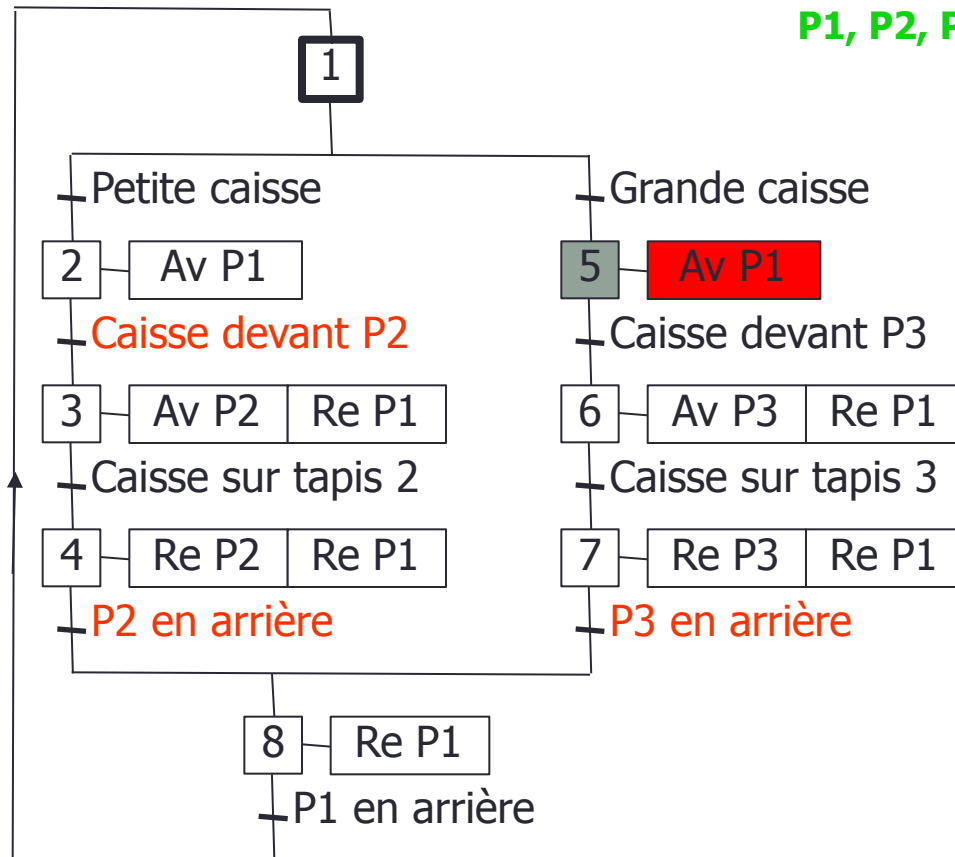 P1, P2, P
1
Petite caisse Grande caisse
2 Av P1 5 Av P1
Caisse devant P2 Caisse devant P3
3 Av P2 Re P1 6 Av P3 Re P1
Caisse sur tapis 2 Caisse sur tapis 3
4 Re P2 Re P1 7 Re P3 Re P1
P2 en arrière P3 en arrière
8 Re P1
P1 en arrière